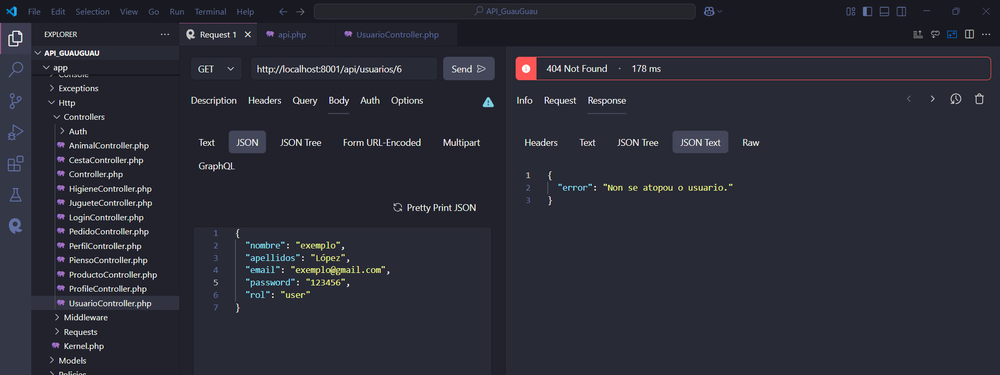 File Edit Selection View Go Run Terminal Help
API_GuauGuau
EXPLORER
API_GUAUGUAU
app
Console
Exceptions
Http
Controllers
Auth
AnimalController.php
CestaController.php
Controller.php
HigieneController.php
JugueteController.php
LoginController.php
PedidoController.php
PerfilController.php
PiensoController.php
ProductoController.php
ProfileController.php
UsuarioController.php
Middleware
Requests
Kernel.php
Models
Policies
Request 1 api.php UsuarioController.php
GET http://localhost:8001/api/usuarios/6 Send
Description Headers Query Body Auth Options
Text JSON JSON Tree Form URL-Encoded Multipart
GraphQL
Pretty Print JSON
1 {
2 "nombre": "exemplo",
3 "apellidos": "López",
4 "email": "exemplo@gmail.com",
5 "password": "123456",
6 "rol": "user"
7 }
404 Not Found · 178 ms
Info Request Response
Headers Text JSON Tree JSON Text Raw
1 {
2 "error": "Non se atopou o usuario."
3 }